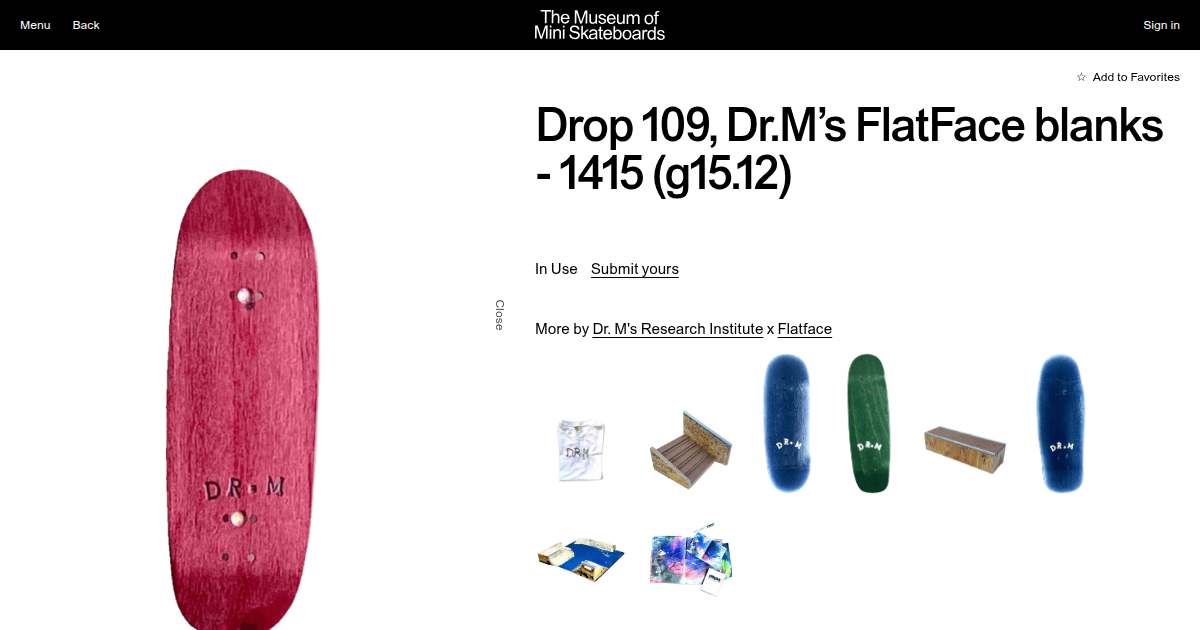 Menu
Back
The Museum of
Mini Skateboards
Sign in
☆ Add to Favorites
Drop 109, Dr.M’s FlatFace blanks
- 1415 (g15.12)
In Use
Submit yours
Close
More by Dr. M's Research Institute x Flatface
DR•M
DR•M
DR•M
DR•M
DR•M